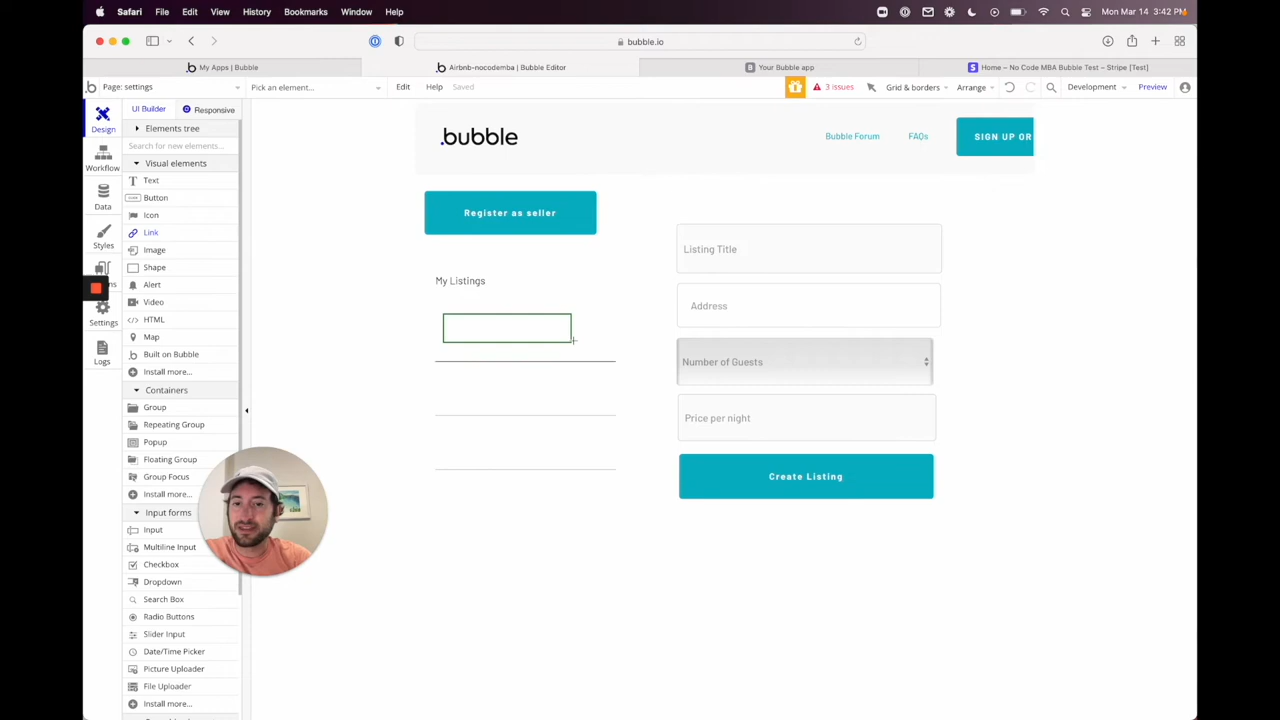 Safari File Edit View History Bookmarks Window Help
Mon Mar 14 3:42 PM
bubble.io
My Apps | Bubble
Airbnb-nocodemba | Bubble Editor
Your Bubble app
Home – No Code MBA Bubble Test – Stripe [Test]
Page: settings
Pick an element...
Edit
Help
Saved
3 issues
Grid & borders
Arrange
Development
Preview
Design
Workflow
Data
Styles
Settings
Logs
UI Builder
Responsive
Elements tree
Search for new elements...
Visual elements
Text
Button
Icon
Link
Image
Shape
Alert
Video
HTML
Map
Built on Bubble
Install more...
Containers
Group
Repeating Group
Popup
Floating Group
Group Focus
Install more...
Input forms
Input
Multiline Input
Checkbox
Dropdown
Search Box
Radio Buttons
Slider Input
Date/Time Picker
Picture Uploader
File Uploader
Install more...
.bubble
Bubble Forum
FAQs
SIGN UP OR
Register as seller
My Listings
Listing Title
Address
Number of Guests
Price per night
Create Listing